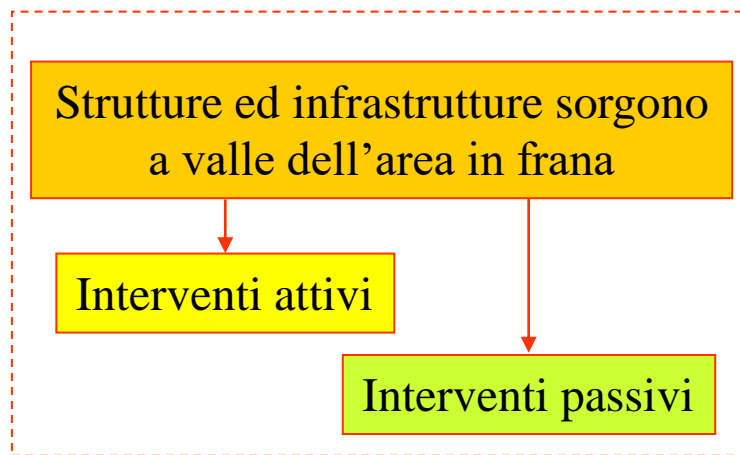 Strutture ed infrastrutture sorgono
a valle dell’area in frana
Interventi attivi
Interventi passivi